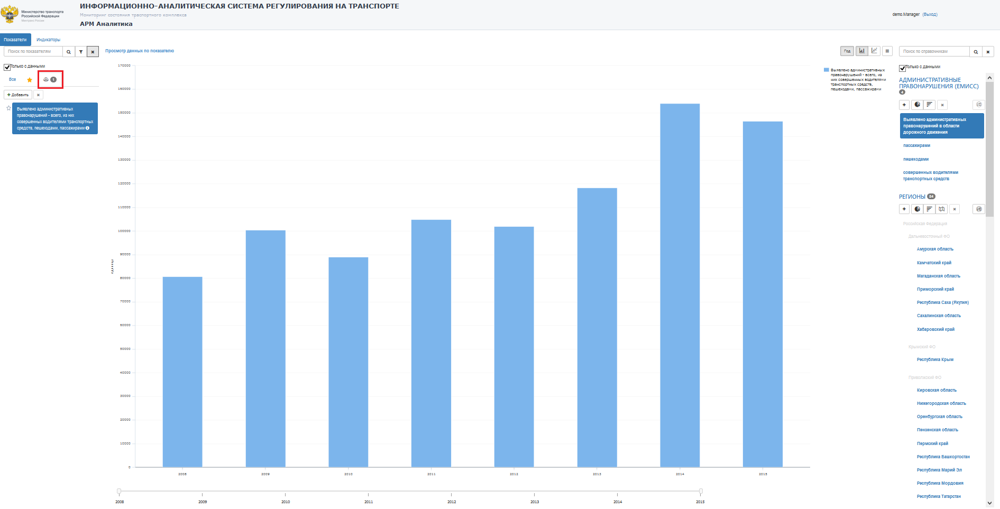 Министерство транспорта
Российской Федерации
Минтранс России
ИНФОРМАЦИОННО-АНАЛИТИЧЕСКАЯ СИСТЕМА РЕГУЛИРОВАНИЯ НА ТРАНСПОРТЕ
Мониторинг состояния траспортного комплекса
АРМ Аналитика
demo.Manager (Выход)
Показатели Индикаторы
Поиск по показателям
Только с данными
Все
1
Добавить
Выявлено административных
правонарушений - всего, из них
совершенных водителями транспортных
средств, пешеходами, пассажирами
Просмотр данных по показателю
Год
170000
160000
150000
140000
130000
120000
110000
100000
90000
80000
70000
60000
50000
40000
30000
20000
10000
0
единица
2008 2009 2010 2011 2012 2013 2014 2015
2008 2009 2010 2011 2012 2013 2014 2015
Выявлено административных
правонарушений - всего, из
них совершенных водителями
транспортных средств,
пешеходами, пассажирами
Поиск по справочникам
Только с данными
АДМИНИСТРАТИВНЫЕ
ПРАВОНАРУШЕНИЯ (ЕМИСС)
4
Выявлено административных
правонарушений в области
дорожного движения
пассажирами
пешеходами
совершенных водителями
транспортных средств
РЕГИОНЫ 84
Российская Федерация
Дальневосточный ФО
Амурская область
Камчатский край
Магаданская область
Приморский край
Республика Саха (Якутия)
Сахалинская область
Хабаровский край
Крымский ФО
Республика Крым
Приволжский ФО
Кировская область
Нижегородская область
Оренбургская область
Пензенская область
Пермский край
Республика Башкортостан
Республика Марий Эл
Республика Мордовия
Республика Татарстан